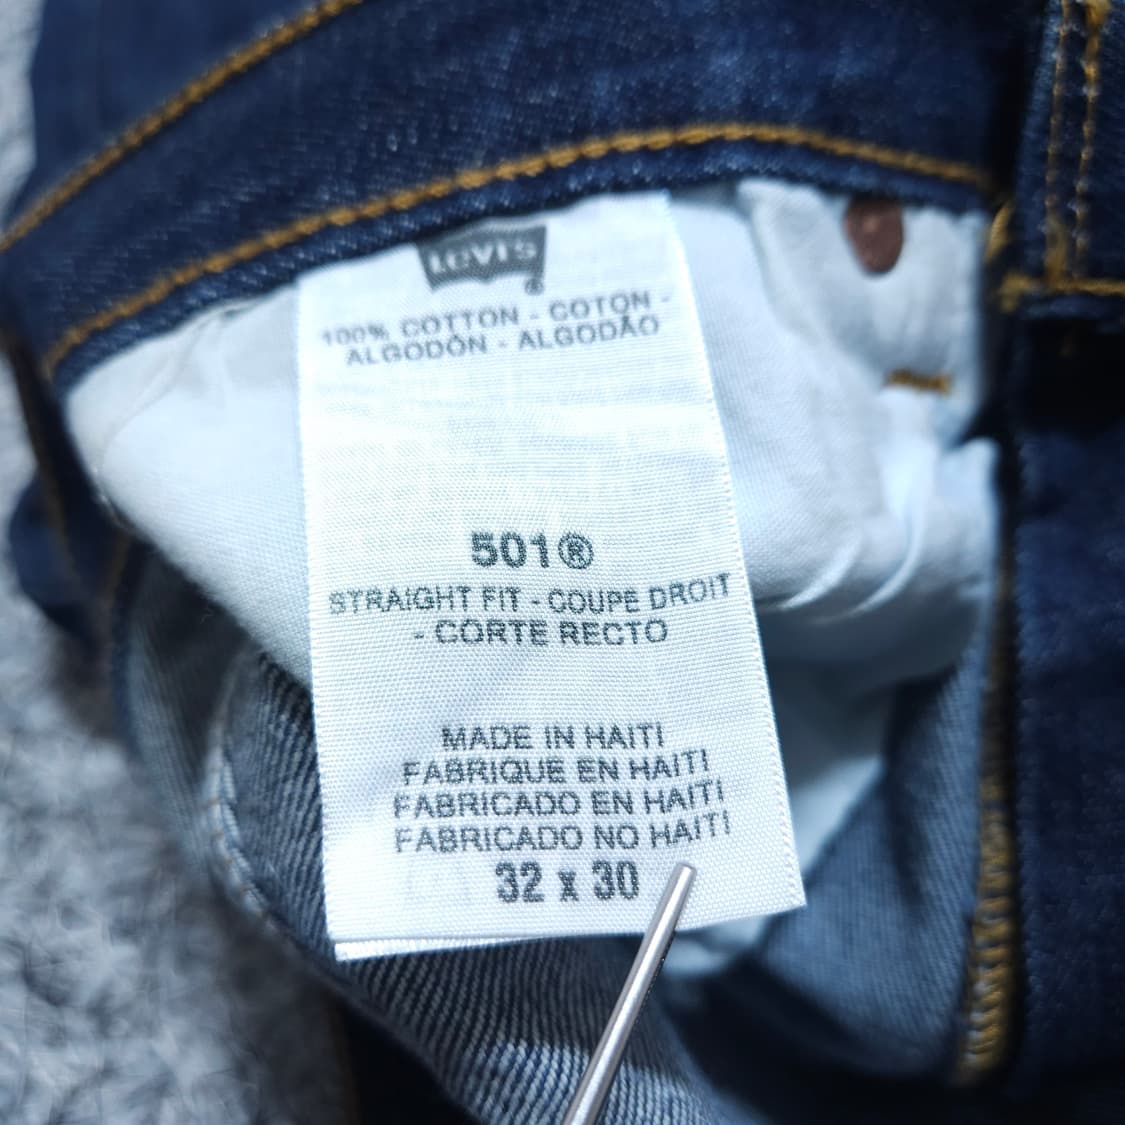 LEVI'S
®
100% COTTON - COTON -
ALGODÓN - ALGODÃO
501®
STRAIGHT FIT - COUPE DROIT
- CORTE RECTO
MADE IN HAITI
FABRIQUE EN HAITI
FABRICADO EN HAITI
FABRICADO NO HAITI
32 x 30